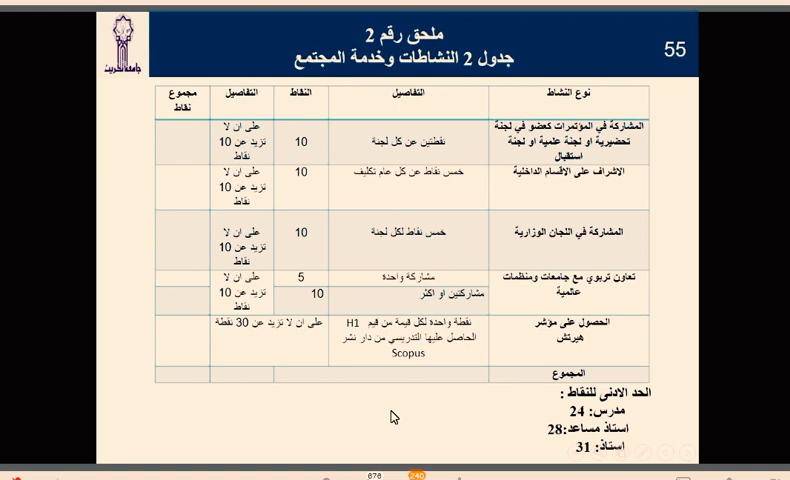 ملحق رقم 2
جدول 2 النشاطات وخدمة المجتمع
55
جامعة تكريت
نوع النشاط التفاصيل النقاط التفاصيل مجموع نقاط
المشاركة في المؤتمرات كعضو في لجنة
تحضيرية او لجنة علمية او لجنة
استقبال
نقطتين عن كل لجنة
10
على ان لا
تزيد عن 10
نقاط
الاشراف على الاقسام الداخلية
خمس نقاط عن كل عام تكليف
10
على ان لا
تزيد عن 10
نقاط
المشاركة في اللجان الوزارية
خمس نقاط لكل لجنة
10
على ان لا
تزيد عن 10
نقاط
تعاون تربوي مع جامعات ومنظمات
عالمية
مشاركة واحدة
5
مشاركتين او اكثر
10
على ان لا
تزيد عن 10
نقاط
الحصول على مؤشر
هيرتش
نقطة واحدة لكل قيمة من قيم H1
الحاصل عليها التدريسي من دار نشر
Scopus
على ان لا تزيد عن 30 نقطة
المجموع
الحد الادنى للنقاط :
مدرس: 24
استاذ مساعد:28
استاذ: 31
676
240